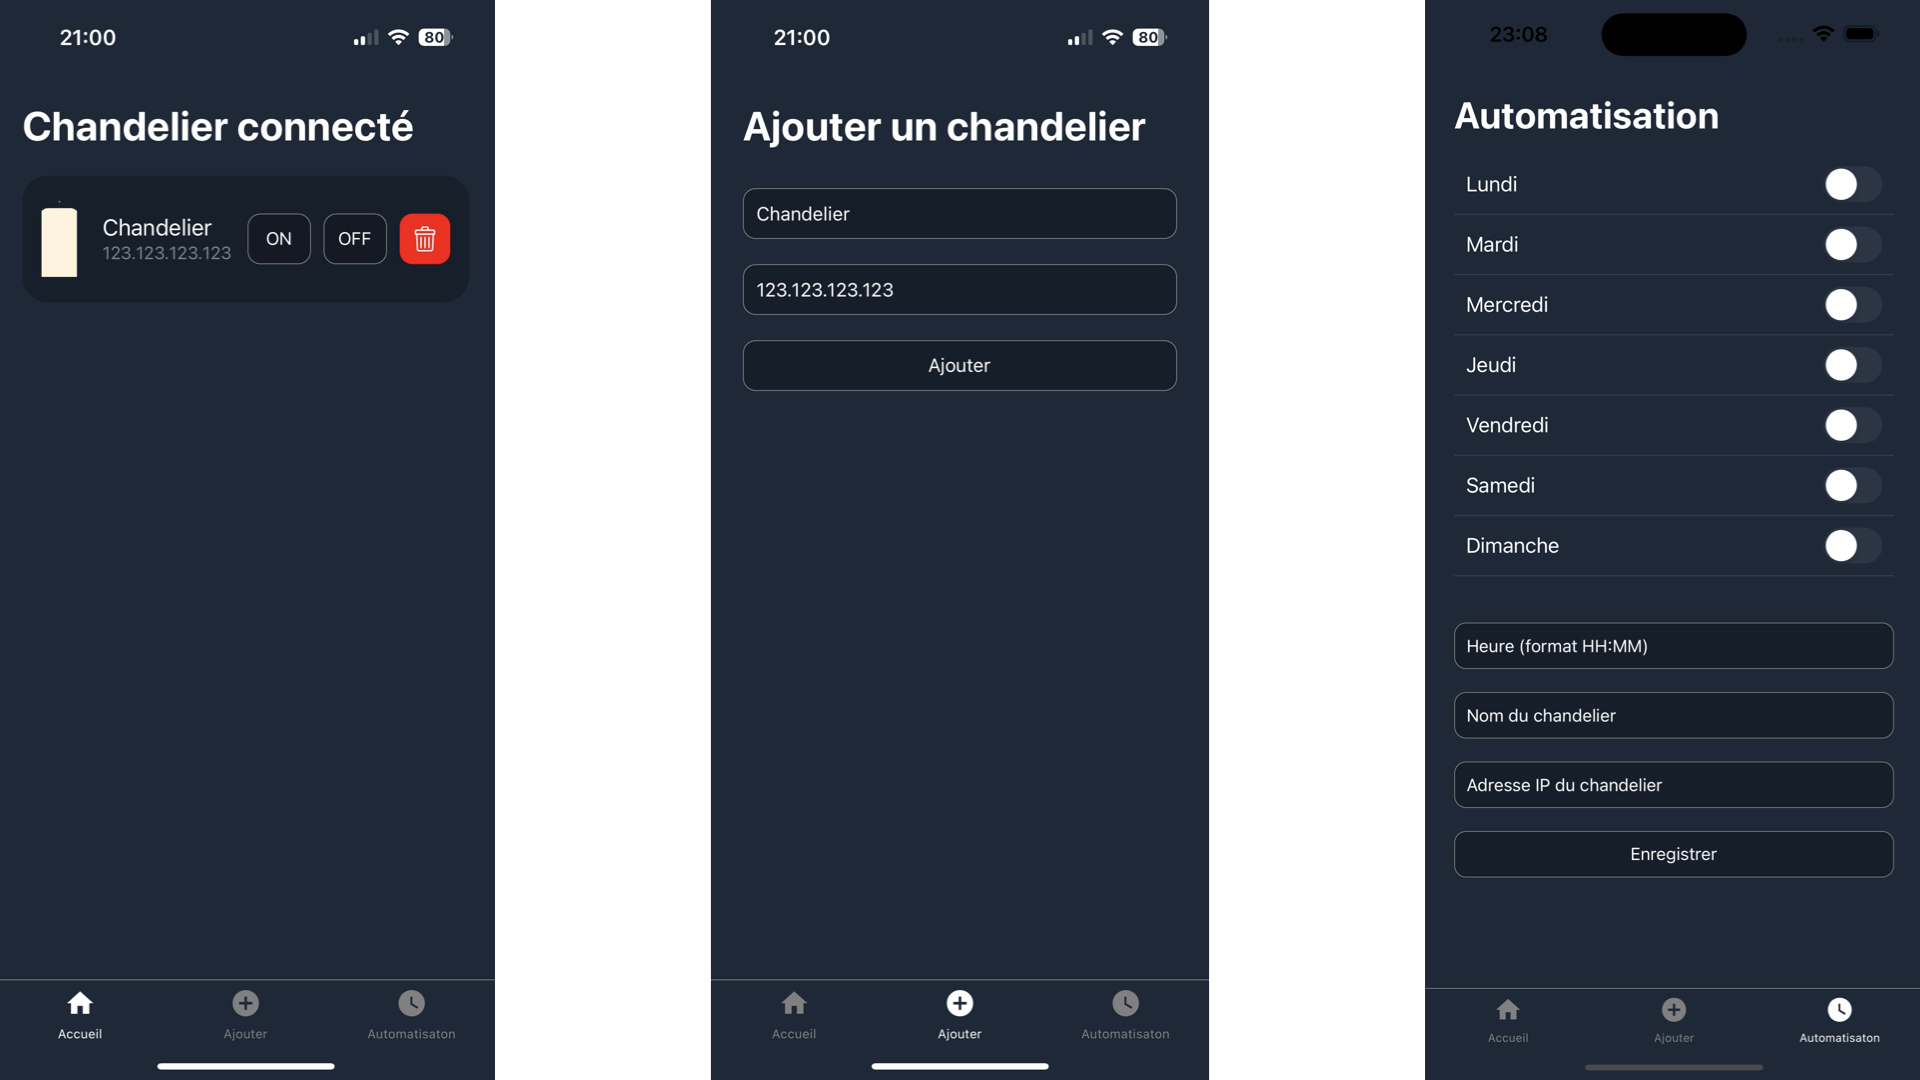 21:00
80
Chandelier connecté
Chandelier
123.123.123.123
ON
OFF
Accueil
Ajouter
Automatisaton
21:00
80
Ajouter un chandelier
Chandelier
123.123.123.123
Ajouter
Accueil
Ajouter
Automatisaton
23:08
Automatisation
Lundi
Mardi
Mercredi
Jeudi
Vendredi
Samedi
Dimanche
Heure (format HH:MM)
Nom du chandelier
Adresse IP du chandelier
Enregistrer
Accueil
Ajouter
Automatisaton